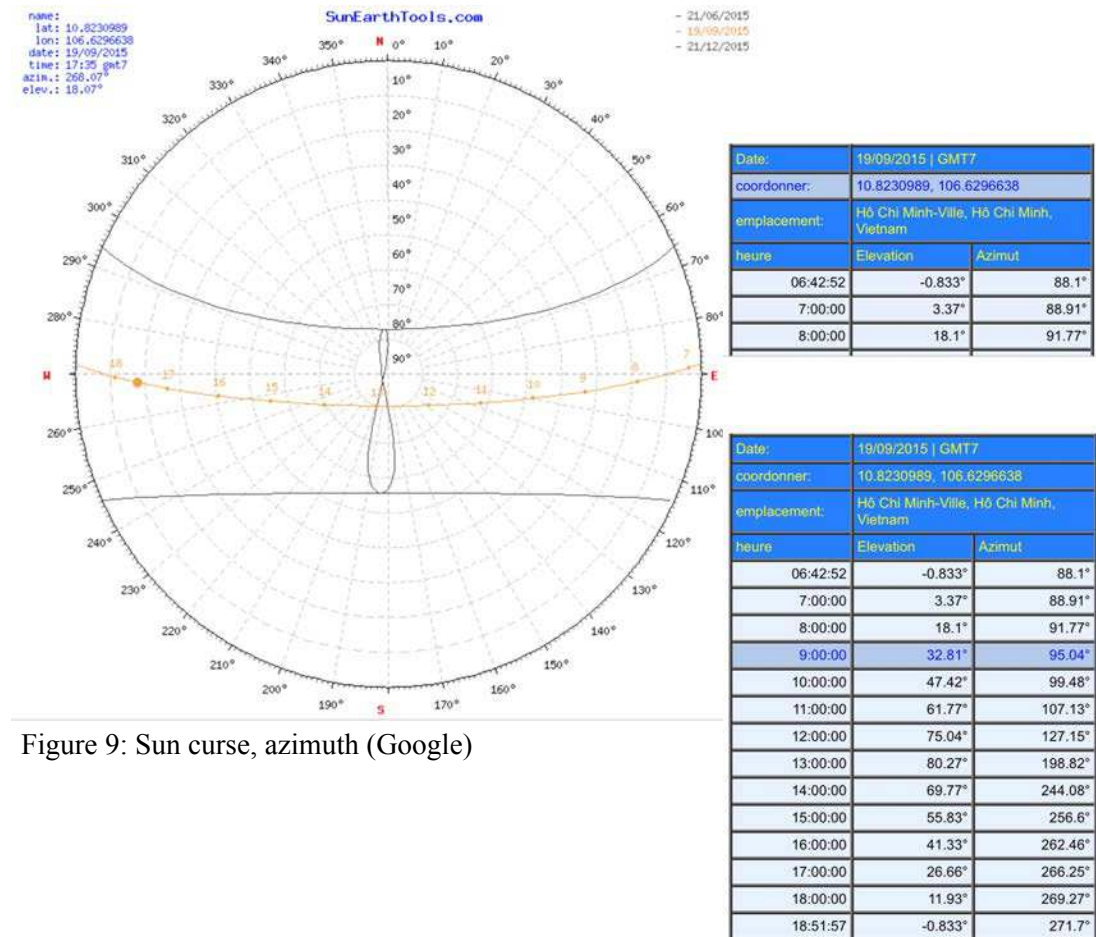 name:
lat: 10.8230989
lon: 106.6296638
date: 19/09/2015
time: 17:35 gmt7
azim.: 268.07°
elev.: 18.07°
SunEarthTools.com
- 21/06/2015
- 19/09/2015
- 21/12/2015
N 0° 10° 20° 30° 40° 50° 60° 70° 80°
E
100
110° 120° 130° 140° 150° 160° 170°
S
190° 200° 210° 220° 230° 240° 250° 260°
W
280° 290° 300° 310° 320° 330° 340° 350°
10°
20°
30°
40°
50°
60°
70°
80°
90°
18 17 16 15 14 13 12 11 10 9 8 7
Date: 19/09/2015 | GMT7
coordonner: 10.8230989, 106.6296638
emplacement: Hô Chi Minh-Ville, Hô Chi Minh,
Vietnam
heure Elevation Azimut
06:42:52 -0.833° 88.1°
7:00:00 3.37° 88.91°
8:00:00 18.1° 91.77°
Date: 19/09/2015 | GMT7
coordonner: 10.8230989, 106.6296638
emplacement: Hô Chi Minh-Ville, Hô Chi Minh,
Vietnam
heure Elevation Azimut
06:42:52 -0.833° 88.1°
7:00:00 3.37° 88.91°
8:00:00 18.1° 91.77°
9:00:00 32.81° 95.04°
10:00:00 47.42° 99.48°
11:00:00 61.77° 107.13°
12:00:00 75.04° 127.15°
13:00:00 80.27° 198.82°
14:00:00 69.77° 244.08°
15:00:00 55.83° 256.6°
16:00:00 41.33° 262.46°
17:00:00 26.66° 266.25°
18:00:00 11.93° 269.27°
18:51:57 -0.833° 271.7°
Figure 9: Sun curse, azimuth (Google)